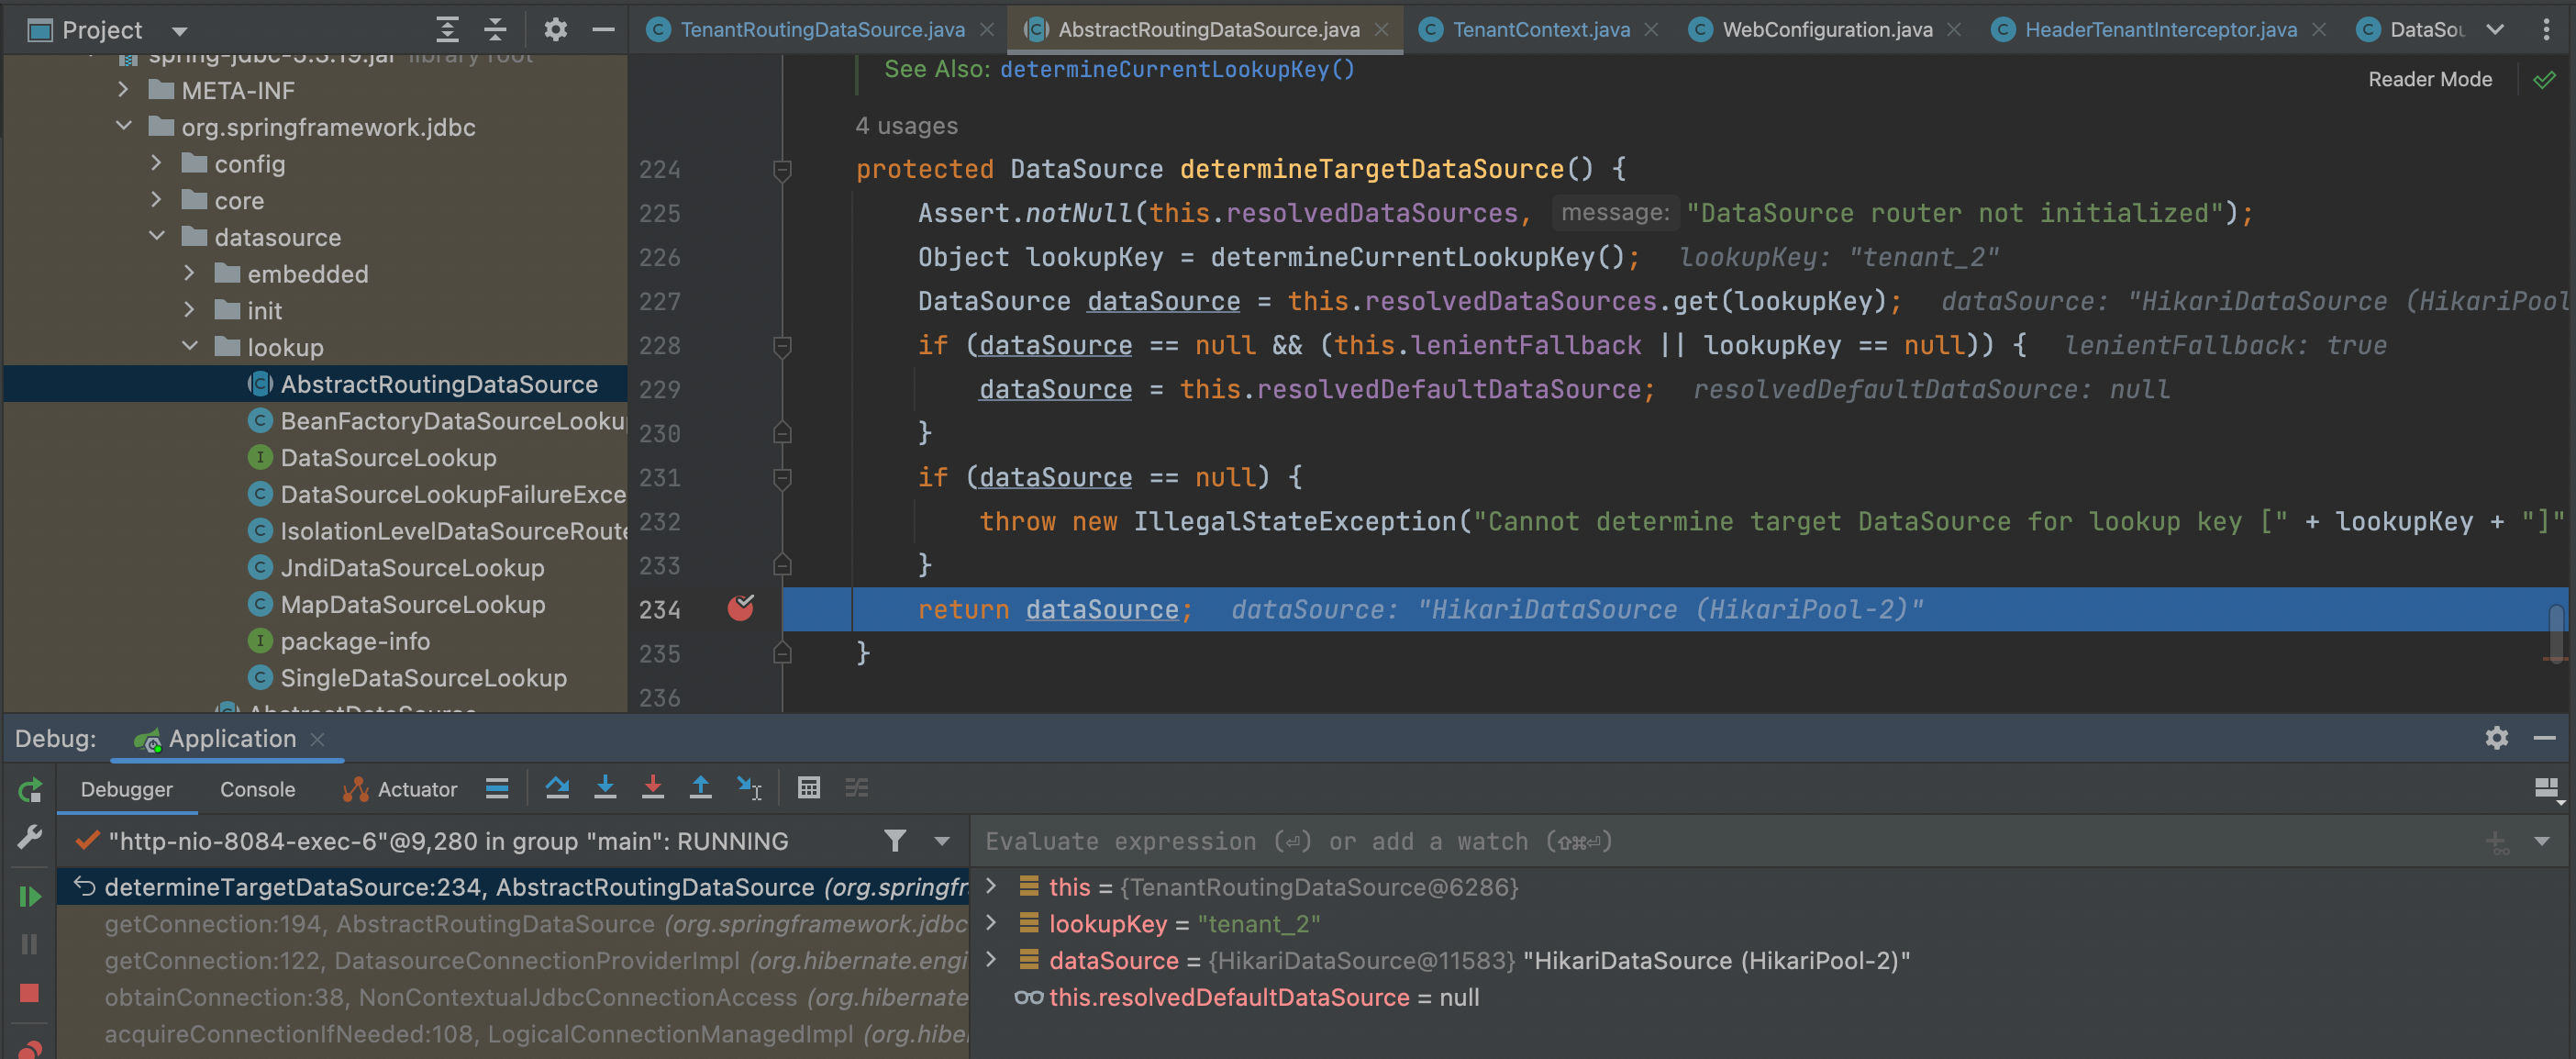 Project
TenantRoutingDataSource.java
AbstractRoutingDataSource.java
TenantContext.java
WebConfiguration.java
HeaderTenantInterceptor.java
DataSou
spring-jdbc-5.3.19.jar library root
META-INF
org.springframework.jdbc
config
core
datasource
embedded
init
lookup
AbstractRoutingDataSource
BeanFactoryDataSourceLooku
DataSourceLookup
DataSourceLookupFailureExce
IsolationLevelDataSourceRoute
JndiDataSourceLookup
MapDataSourceLookup
package-info
SingleDataSourceLookup
AbstractDataSource
See Also: determineCurrentLookupKey()
Reader Mode
4 usages
224 protected DataSource determineTargetDataSource() {
225 Assert.notNull(this.resolvedDataSources, message: "DataSource router not initialized");
226 Object lookupKey = determineCurrentLookupKey(); lookupKey: "tenant_2"
227 DataSource dataSource = this.resolvedDataSources.get(lookupKey); dataSource: "HikariDataSource (HikariPool
228 if (dataSource == null && (this.lenientFallback || lookupKey == null)) { lenientFallback: true
229 dataSource = this.resolvedDefaultDataSource; resolvedDefaultDataSource: null
230 }
231 if (dataSource == null) {
232 throw new IllegalStateException("Cannot determine target DataSource for lookup key [" + lookupKey + "]"
233 }
234 return dataSource; dataSource: "HikariDataSource (HikariPool-2)"
235 }
236
Debug: Application
Debugger Console Actuator
"http-nio-8084-exec-6"@9,280 in group "main": RUNNING
determineTargetDataSource:234, AbstractRoutingDataSource (org.springfr
getConnection:194, AbstractRoutingDataSource (org.springframework.jdbc
getConnection:122, DatasourceConnectionProviderImpl (org.hibernate.engi
obtainConnection:38, NonContextualJdbcConnectionAccess (org.hibernate
acquireConnectionIfNeeded:108, LogicalConnectionManagedImpl (org.hiber
Evaluate expression (⏎) or add a watch (⇧⌘⏎)
this = {TenantRoutingDataSource@6286}
lookupKey = "tenant_2"
dataSource = {HikariDataSource@11583} "HikariDataSource (HikariPool-2)"
this.resolvedDefaultDataSource = null